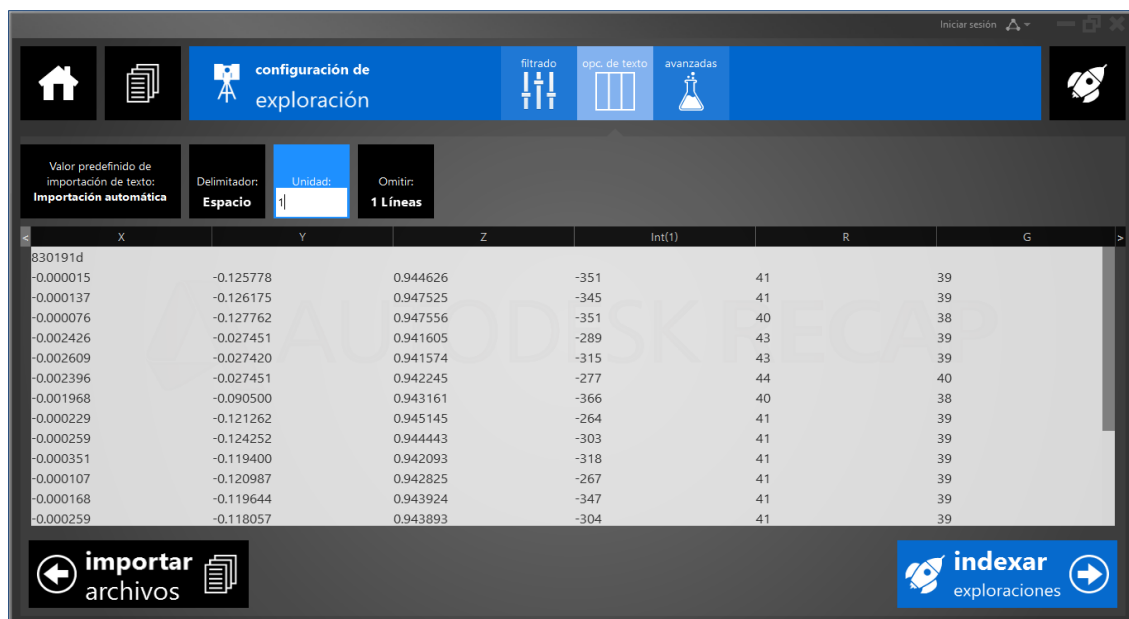 Iniciar sesión
configuración de
exploración
filtrado
opc. de texto
avanzadas
Valor predefinido de
importación de texto:
Importación automática
Delimitador:
Espacio
Unidad:
1
Omitir:
1 Líneas
< X Y Z Int(1) R G >
830191d
-0.000015 -0.125778 0.944626 -351 41 39
-0.000137 -0.126175 0.947525 -345 41 39
-0.000076 -0.127762 0.947556 -351 40 38
-0.002426 -0.027451 0.941605 -289 43 39
-0.002609 -0.027420 0.941574 -315 43 39
-0.002396 -0.027451 0.942245 -277 44 40
-0.001968 -0.090500 0.943161 -366 40 38
-0.000229 -0.121262 0.945145 -264 41 39
-0.000259 -0.124252 0.944443 -303 41 39
-0.000351 -0.119400 0.942093 -318 41 39
-0.000107 -0.120987 0.942825 -267 41 39
-0.000168 -0.119644 0.943924 -347 41 39
-0.000259 -0.118057 0.943893 -304 41 39
AUTODESK RECAP
importar
archivos
indexar
exploraciones